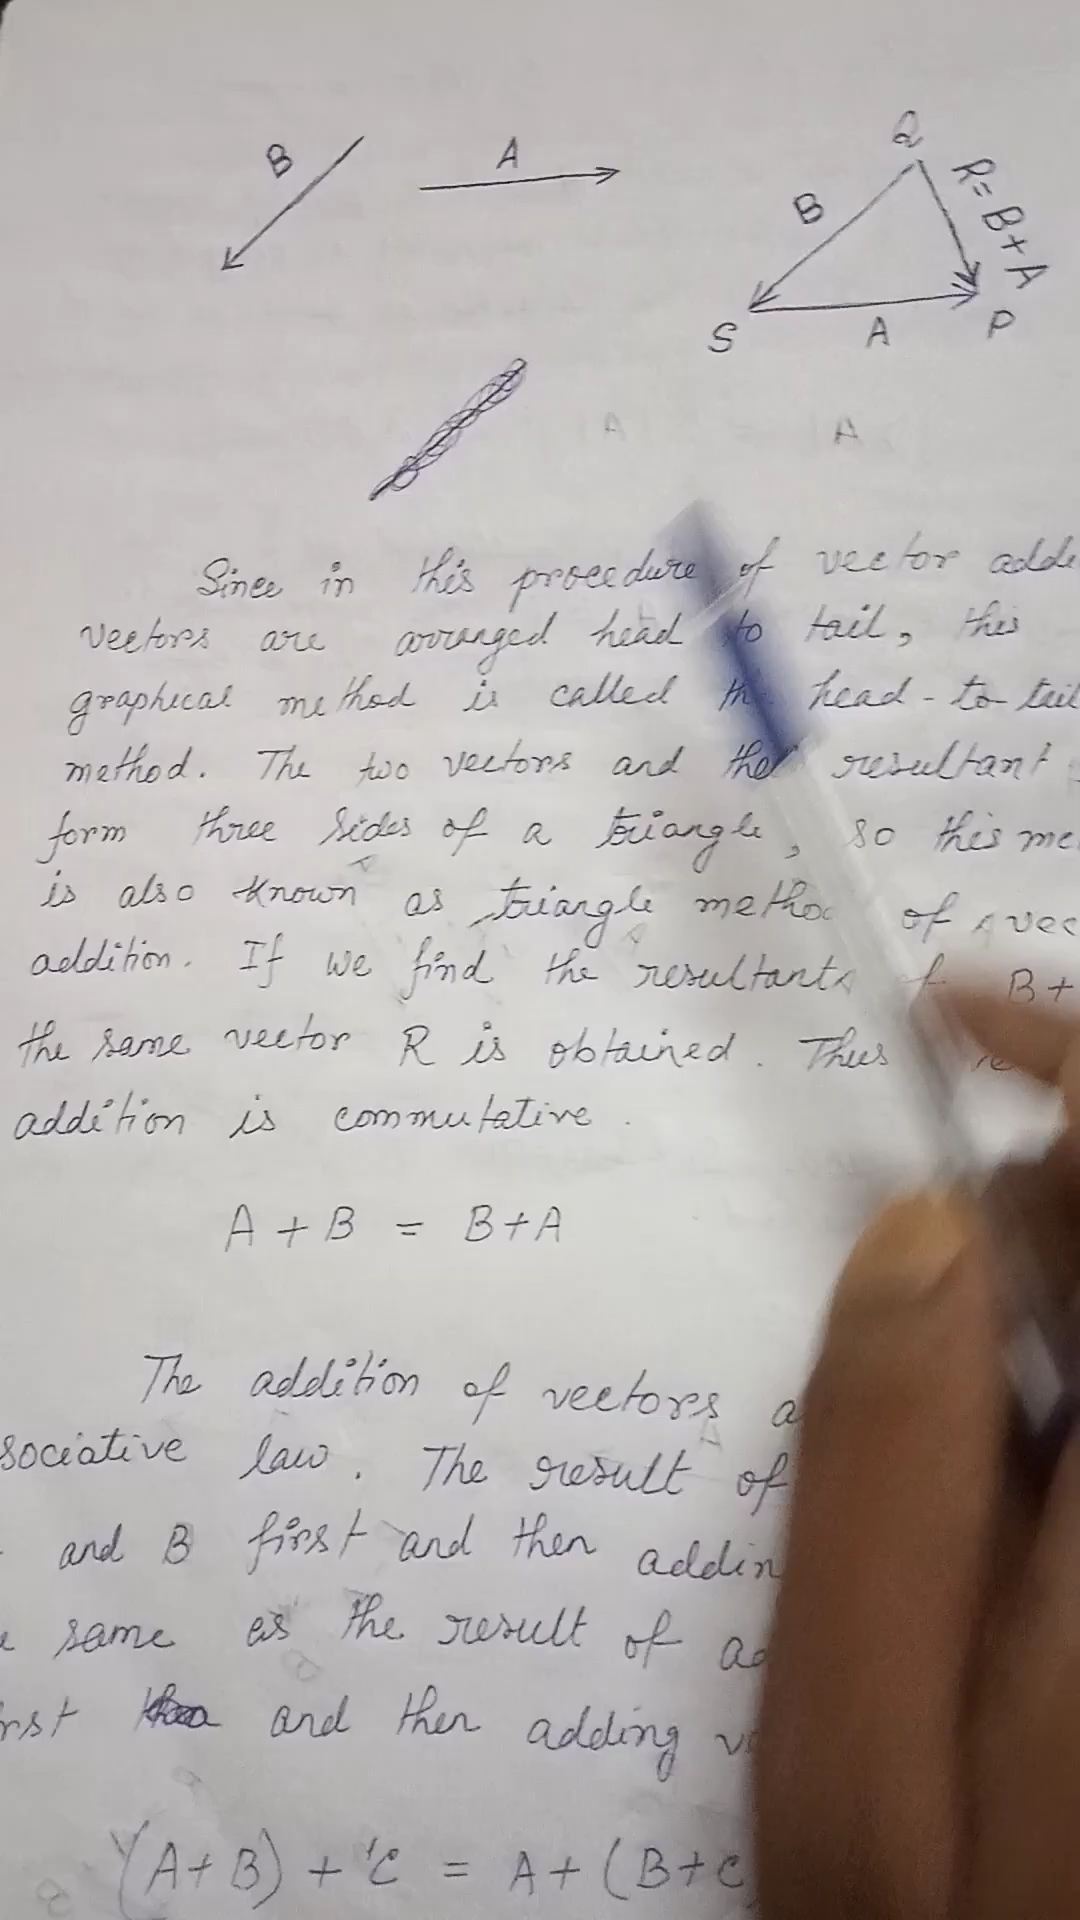 B
A
Q
B
R = B + A
S
A
P
Since in this procedure of vector
vectors are arranged head to tail, this
graphical method is called the head-to-tail
method. The two vectors and the resultant
form three sides of a triangle, so this
is also known as triangle method of
addition. If we find the resultants of B +
the same vector R is obtained. Thus
addition is commutative.
A + B = B + A
The addition of vectors
law. The result of
and B first and then
same as the result of
and then adding
(A + B) + C = A + (B + C